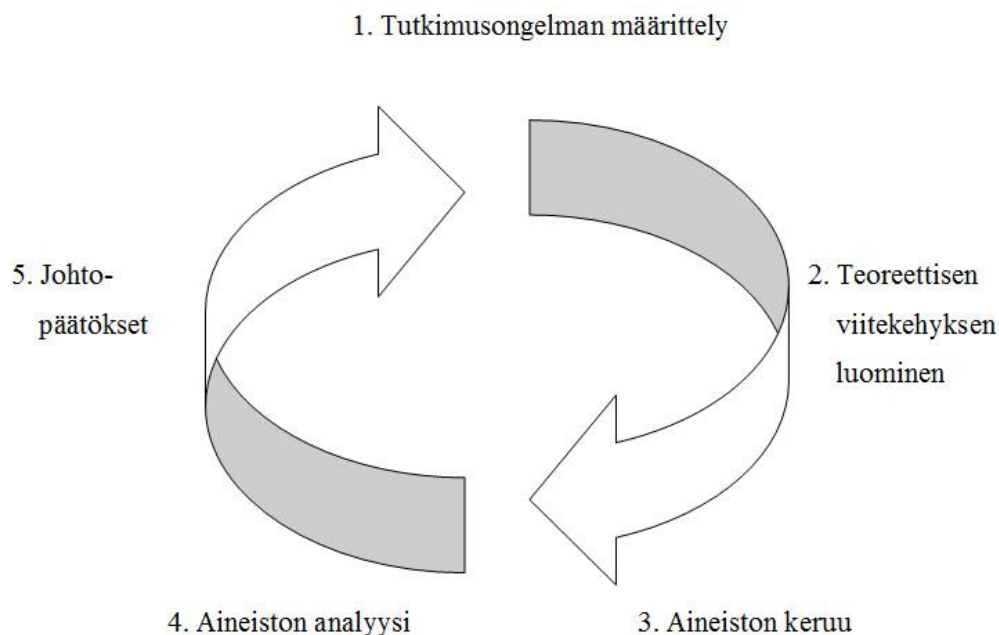 1. Tutkimusongelman määrittely
2. Teoreettisen
viitekehyksen
luominen
3. Aineiston keruu
4. Aineiston analyysi
5. Johto-
päätökset